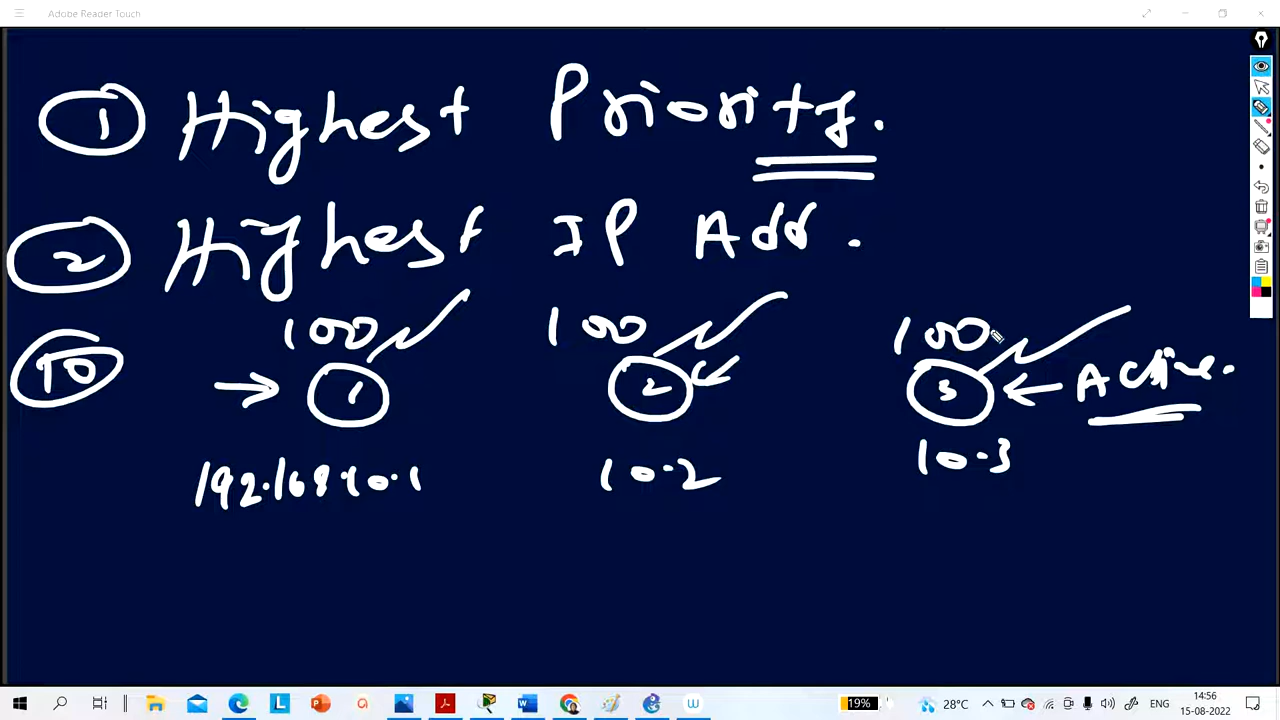 Adobe Reader Touch
① Highest Priority.
② Highest IP Add.
10 100 100 100
1 2 3 Active.
192.168.10.1 10.2 10.3
19% 28°C ENG 14:56
15-08-2022